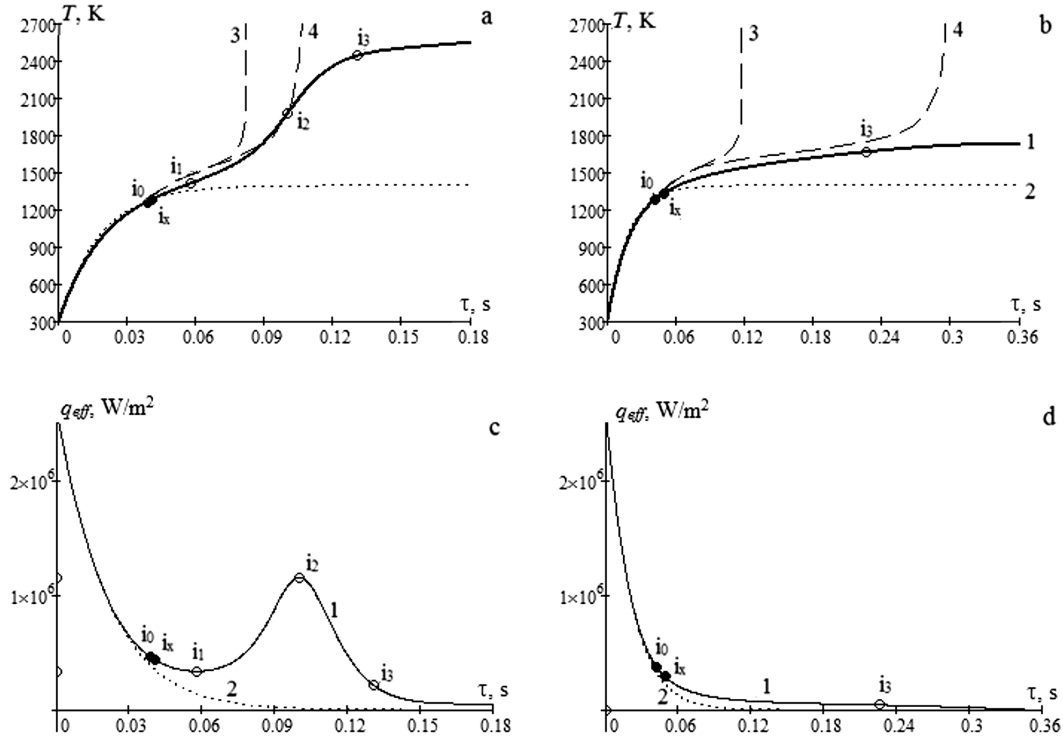 T, K
a
2700
2400
2100
1800
1500
1200
900
600
300
3
4
i3
i2
i1
i0
ix
τ, s
0
0.03
0.06
0.09
0.12
0.15
0.18
T, K
b
2700
2400
2100
1800
1500
1200
900
600
300
3
4
i3
1
i0
ix
2
τ, s
0
0.06
0.12
0.18
0.24
0.3
0.36
qeff, W/m²
c
2×10⁶
1×10⁶
i2
1
i0
ix
i1
i3
2
τ, s
0
0.03
0.06
0.09
0.12
0.15
0.18
qeff, W/m²
d
2×10⁶
1×10⁶
i0
ix
2
1
i3
τ, s
0
0.06
0.12
0.18
0.24
0.3
0.36